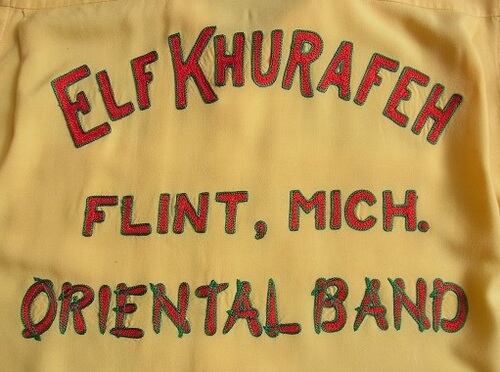 ELF KHURAFEH
FLINT, MICH.
ORIENTAL BAND